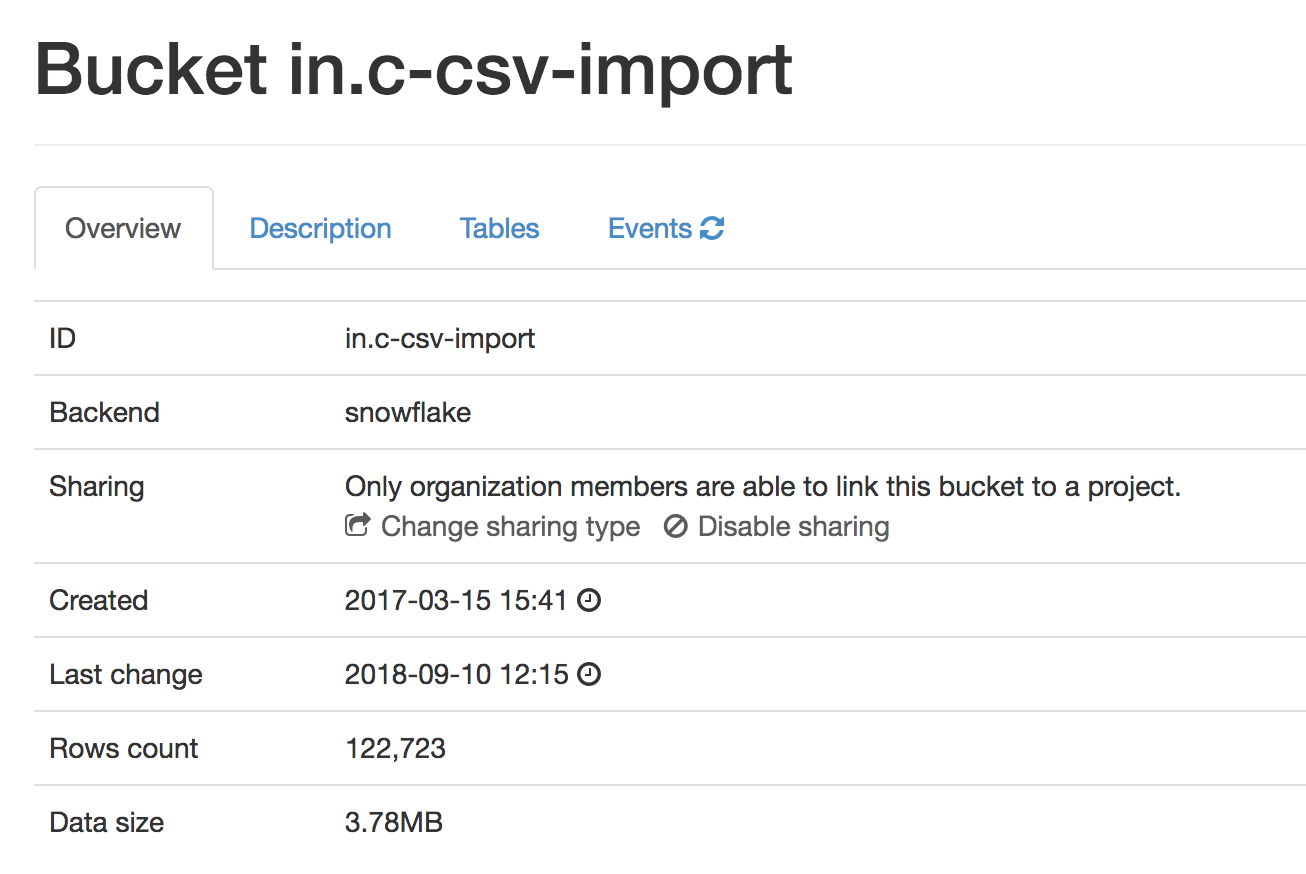 Bucket in.c-csv-import
Overview Description Tables Events
ID in.c-csv-import
Backend snowflake
Sharing Only organization members are able to link this bucket to a project.
Change sharing type Disable sharing
Created 2017-03-15 15:41
Last change 2018-09-10 12:15
Rows count 122,723
Data size 3.78MB